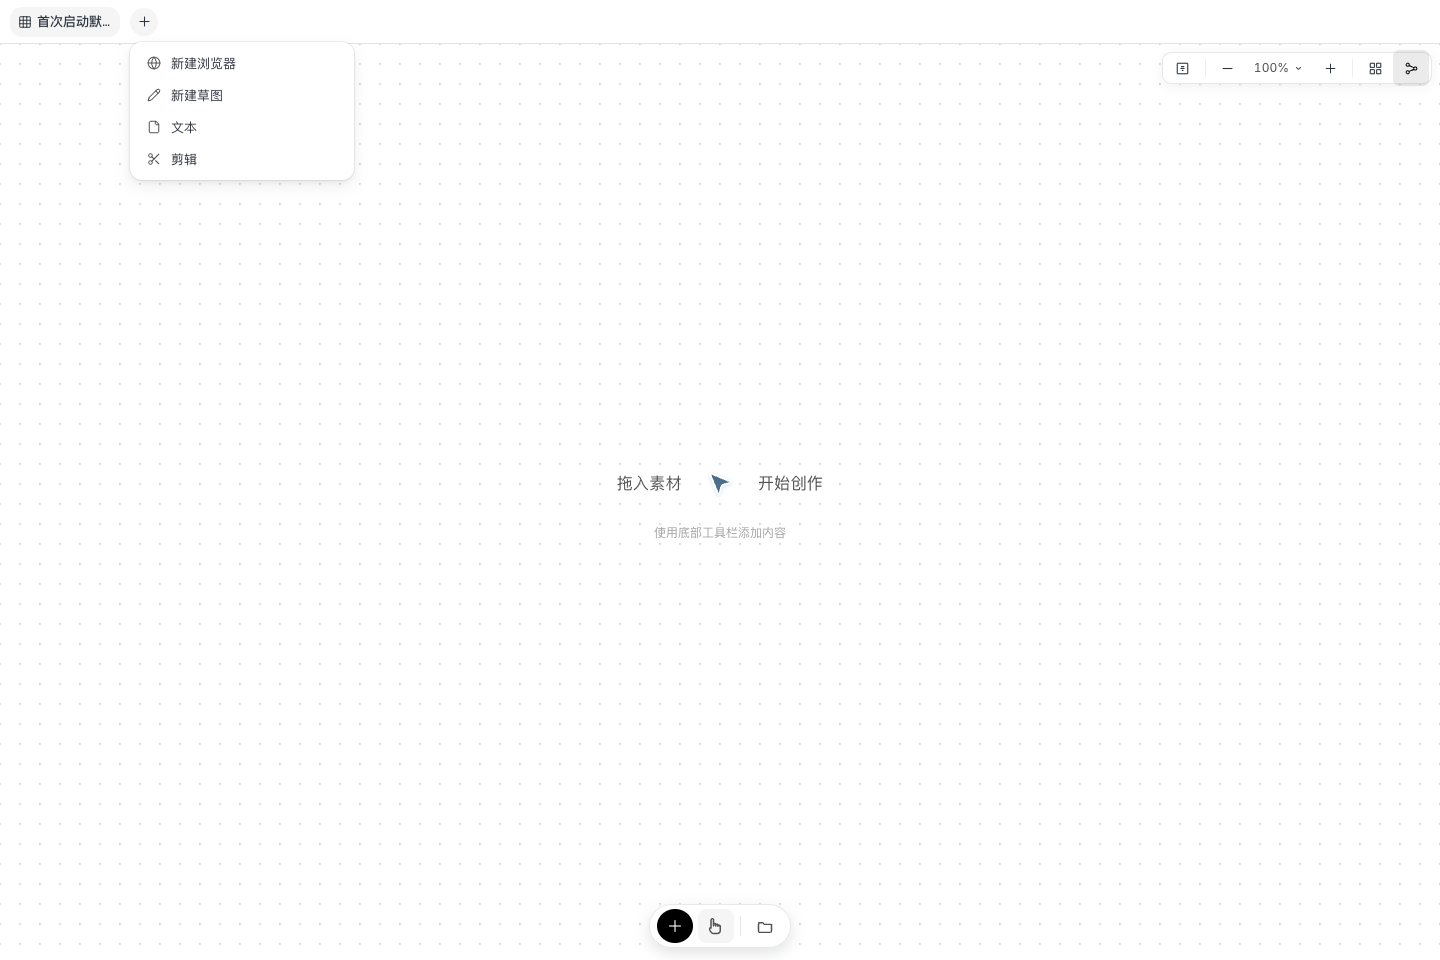 首次启动默...
新建浏览器
新建草图
文本
剪辑
100%
拖入素材 开始创作
使用底部工具栏添加内容